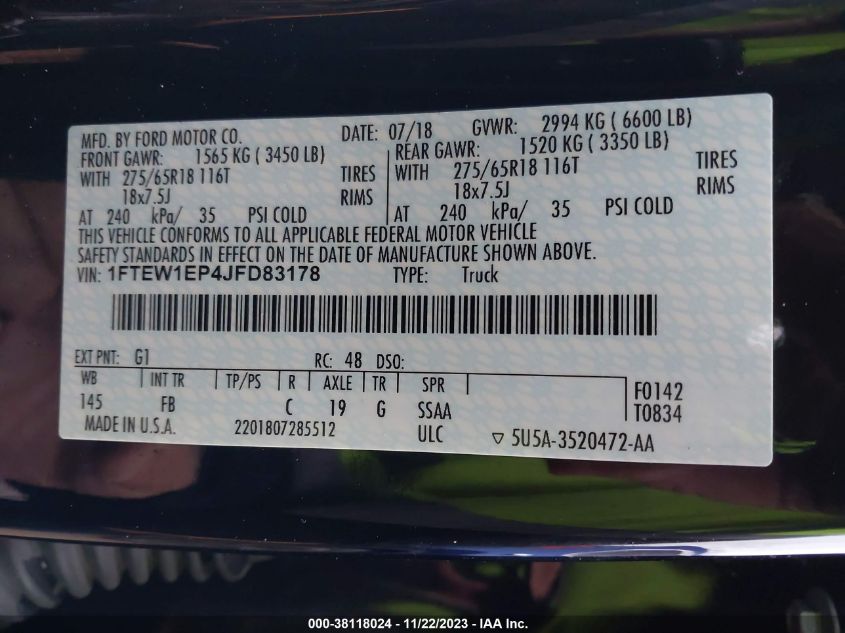 MFD. BY FORD MOTOR CO. DATE: 07/18 GVWR: 2994 KG ( 6600 LB)
FRONT GAWR: 1565 KG ( 3450 LB) REAR GAWR: 1520 KG ( 3350 LB)
WITH 275/65R18 116T TIRES WITH 275/65R18 116T TIRES
18x7.5J RIMS 18x7.5J RIMS
AT 240 kPa/ 35 PSI COLD AT 240 kPa/ 35 PSI COLD
THIS VEHICLE CONFORMS TO ALL APPLICABLE FEDERAL MOTOR VEHICLE
SAFETY STANDARDS IN EFFECT ON THE DATE OF MANUFACTURE SHOWN ABOVE.
VIN: 1FTEW1EP4JFD83178 TYPE: Truck
EXT PNT: G1 RC: 48 DSO:
WB INT TR TP/PS R AXLE TR SPR F0142
145 FB C 19 G SSAA T0834
MADE IN U.S.A. 2201807285512 ULC ▽ 5U5A-3520472-AA
000-38118024 - 11/22/2023 - IAA Inc.